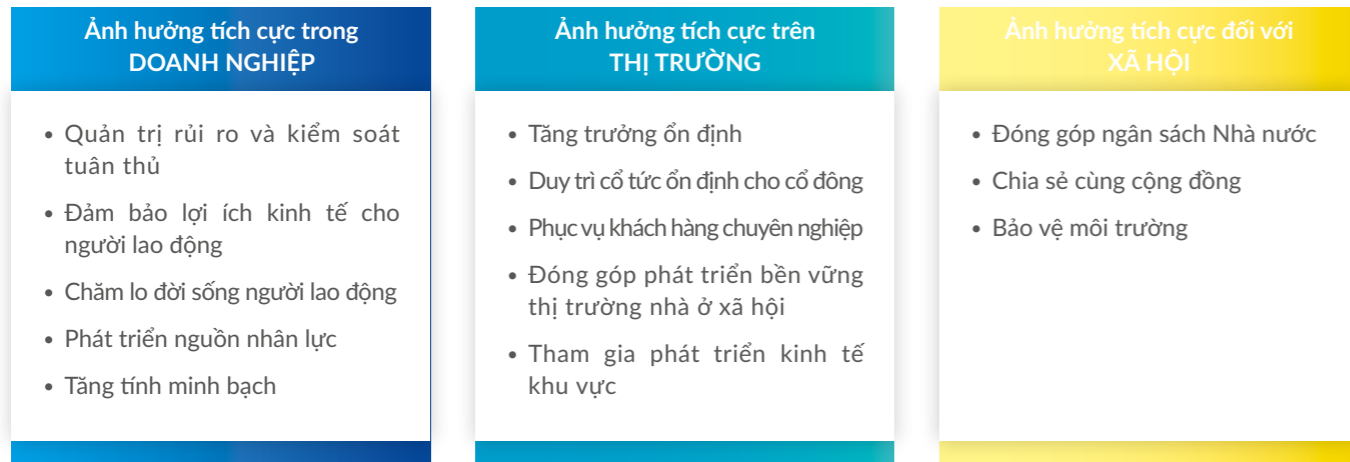 Ảnh hưởng tích cực trong
DOANH NGHIỆP
• Quản trị rủi ro và kiểm soát
tuân thủ
• Đảm bảo lợi ích kinh tế cho
người lao động
• Chăm lo đời sống người lao động
• Phát triển nguồn nhân lực
• Tăng tính minh bạch
Ảnh hưởng tích cực trên
THỊ TRƯỜNG
• Tăng trưởng ổn định
• Duy trì cổ tức ổn định cho cổ đông
• Phục vụ khách hàng chuyên nghiệp
• Đóng góp phát triển bền vững
thị trường nhà ở xã hội
• Tham gia phát triển kinh tế
khu vực
Ảnh hưởng tích cực đối với
XÃ HỘI
• Đóng góp ngân sách Nhà nước
• Chia sẻ cùng cộng đồng
• Bảo vệ môi trường